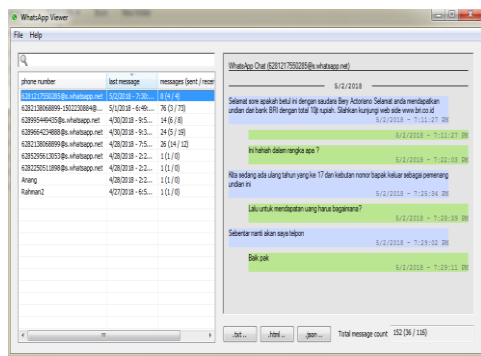 WhatsApp Viewer
File Help
phone number last message messages (sent / recei
6281217550285@s.whatsapp.net 5/2/2018 - 7:30:... 8 (4 / 4)
6282138068899-1502230884@... 5/1/2018 - 6:49:... 76 (3 / 73)
628995449435@s.whatsapp.net 4/30/2018 - 9:5... 14 (6 / 8)
6289664234888@s.whatsapp.net 4/30/2018 - 9:3... 24 (5 / 19)
6282138068899@s.whatsapp.net 4/28/2018 - 7:5... 26 (14 / 12)
6285295613053@s.whatsapp.net 4/28/2018 - 2:2... 1 (1 / 0)
6282250511898@s.whatsapp.net 4/28/2018 - 2:2... 1 (1 / 0)
Anang 4/28/2018 - 2:2... 1 (1 / 0)
Rahman2 4/27/2018 - 6:5... 1 (1 / 0)
WhatsApp Chat (6281217550285@s.whatsapp.net)
5/2/2018
Selamat sore apakah betul ini dengan saudara Bery Actoriano Selamat anda mendapatkan
undian dari bank BRI dengan total 10jt rupiah. Silahkan kunjungi web side www.bri.co.id
5/2/2018 - 7:11:27 PM
5/2/2018 - 7:11:27 PM
Ini hahiah dalam rangka apa ?
5/2/2018 - 7:22:03 PM
Kita sedang ada ulang tahun yang ke 17 dan kebutan nomor bapak keluar sebagai pemenang
undian ini
5/2/2018 - 7:25:34 PM
Lalu untuk mendapatan uang harus bagaimana?
5/2/2018 - 7:28:39 PM
Sebentar nanti akan saya telpon
5/2/2018 - 7:29:02 PM
Baik pak
5/2/2018 - 7:29:11 PM
.txt .. .html .. .json ... Total message count 152 (36 / 116)